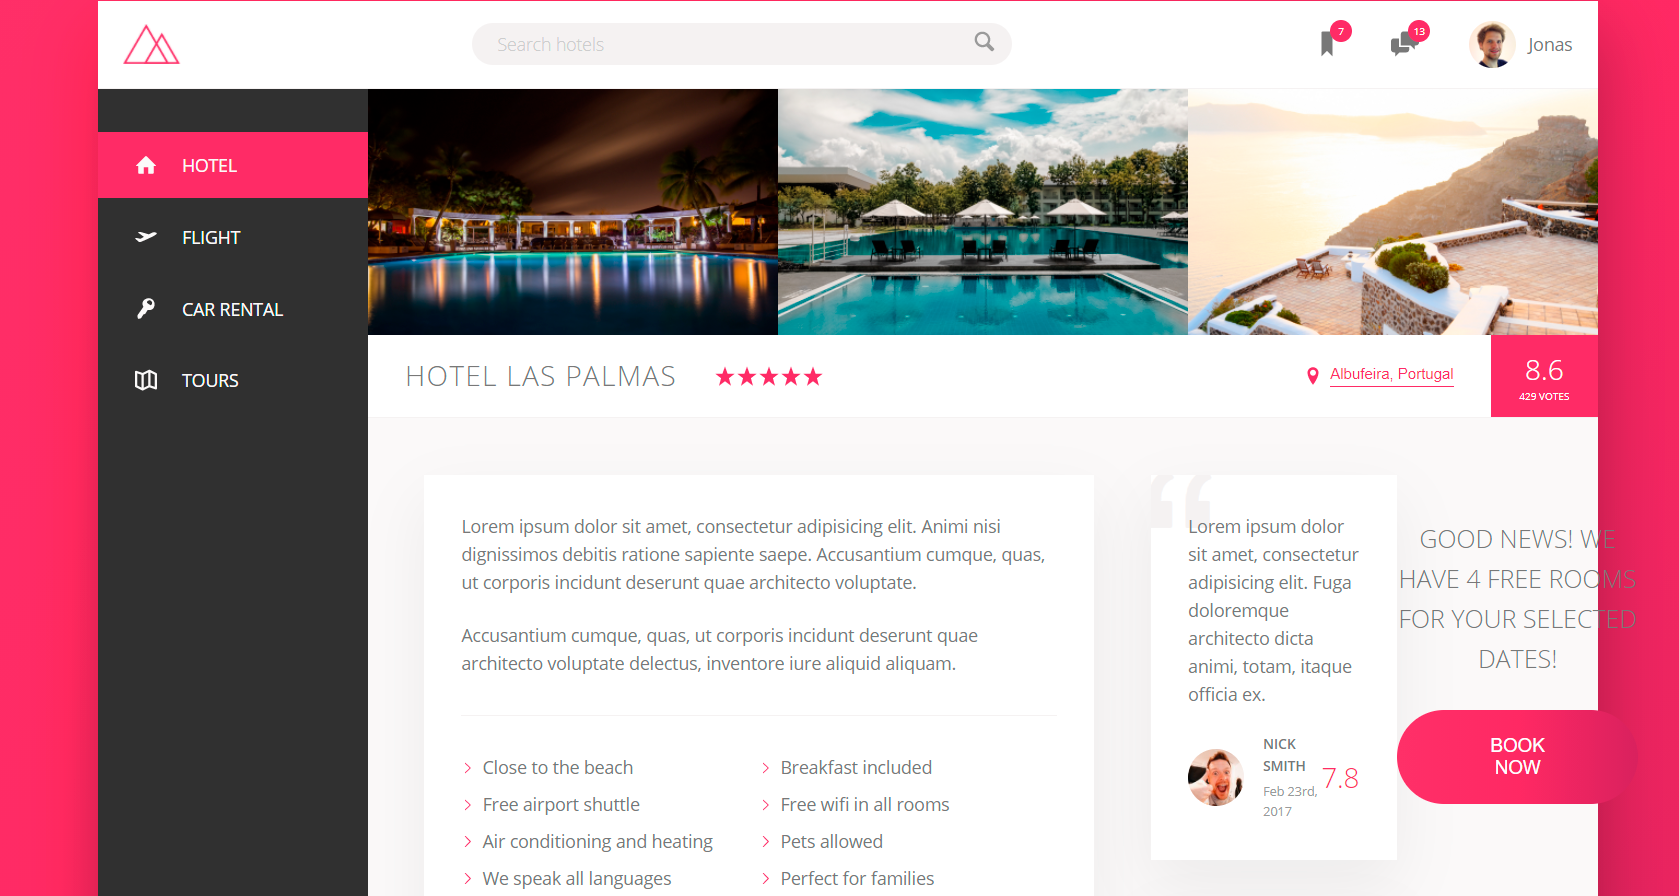 Search hotels
7
13
Jonas
HOTEL
FLIGHT
CAR RENTAL
TOURS
HOTEL LAS PALMAS
Albufeira, Portugal
8.6
429 VOTES
Lorem ipsum dolor sit amet, consectetur adipisicing elit. Animi nisi
dignissimos debitis ratione sapiente saepe. Accusantium cumque, quas,
ut corporis incidunt deserunt quae architecto voluptate.
Accusantium cumque, quas, ut corporis incidunt deserunt quae
architecto voluptate delectus, inventore iure aliquid aliquam.
Close to the beach
Breakfast included
Free airport shuttle
Free wifi in all rooms
Air conditioning and heating
Pets allowed
We speak all languages
Perfect for families
“
Lorem ipsum dolor
sit amet, consectetur
adipisicing elit. Fuga
doloremque
architecto dicta
animi, totam, itaque
officia ex.
NICK
SMITH
Feb 23rd,
2017
7.8
GOOD NEWS! WE
HAVE 4 FREE ROOMS
FOR YOUR SELECTED
DATES!
BOOK
NOW